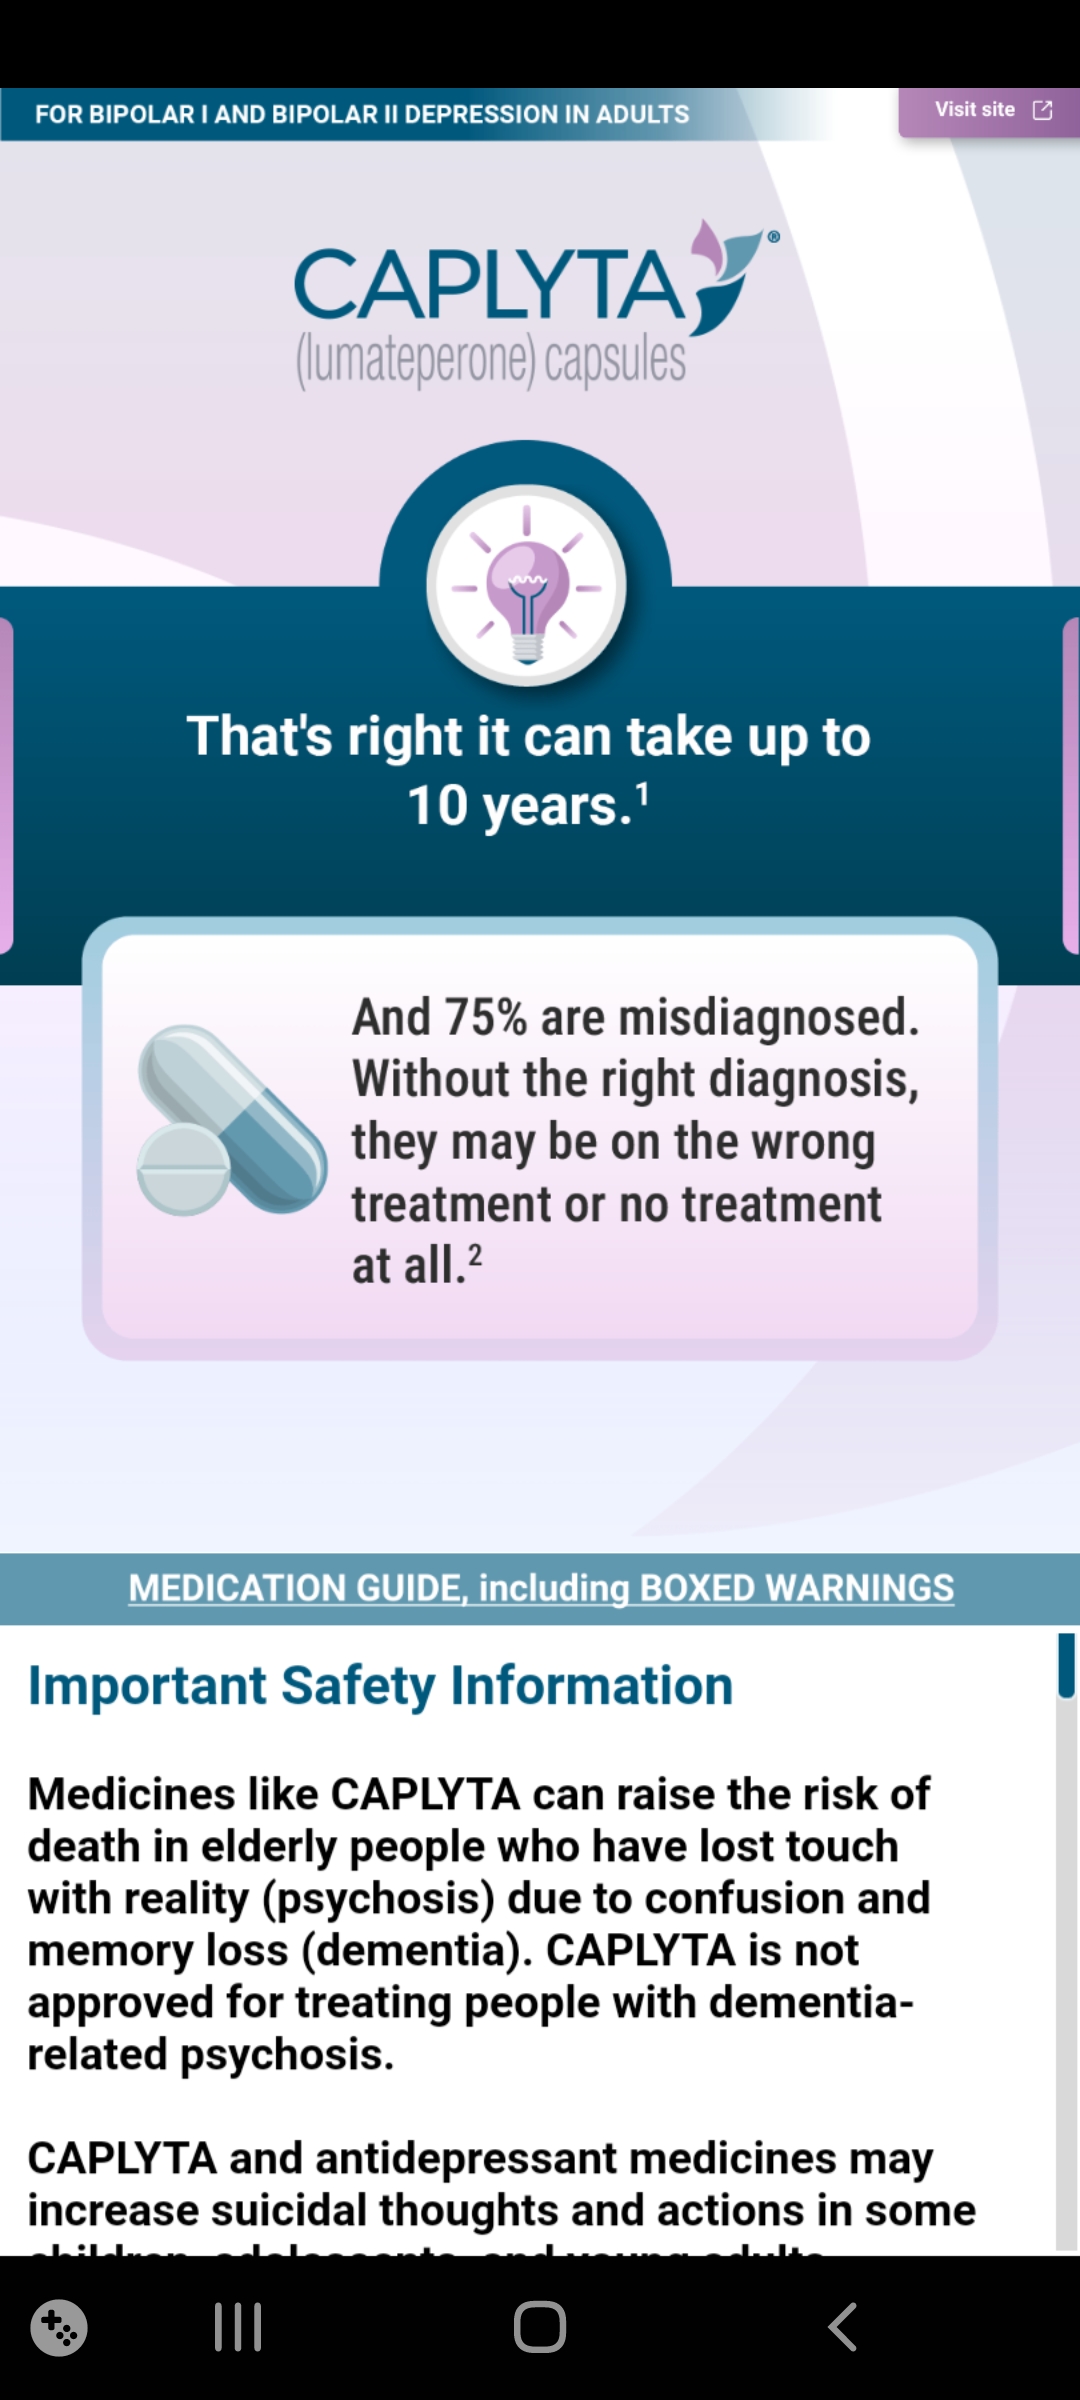 FOR BIPOLAR I AND BIPOLAR II DEPRESSION IN ADULTS
Visit site
CAPLYTA®
(lumateperone) capsules
That's right it can take up to
10 years.¹
And 75% are misdiagnosed.
Without the right diagnosis,
they may be on the wrong
treatment or no treatment
at all.²
MEDICATION GUIDE, including BOXED WARNINGS
Important Safety Information
Medicines like CAPLYTA can raise the risk of
death in elderly people who have lost touch
with reality (psychosis) due to confusion and
memory loss (dementia). CAPLYTA is not
approved for treating people with dementia-
related psychosis.
CAPLYTA and antidepressant medicines may
increase suicidal thoughts and actions in some
children, adolescents, and young adults